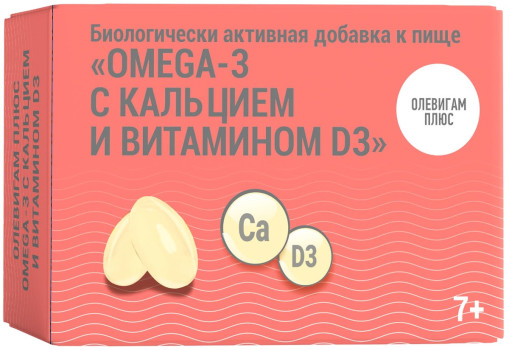 Биологически активная добавка к пище
«OMEGA-3
С КАЛЬЦИЕМ
И ВИТАМИНОМ D3»
ОЛЕВИГАМ
ПЛЮС
Ca
D3
7+
ОЛЕВИГАМ ПЛЮС
OMEGA-3 С КАЛЬЦИЕМ
И ВИТАМИНОМ D3